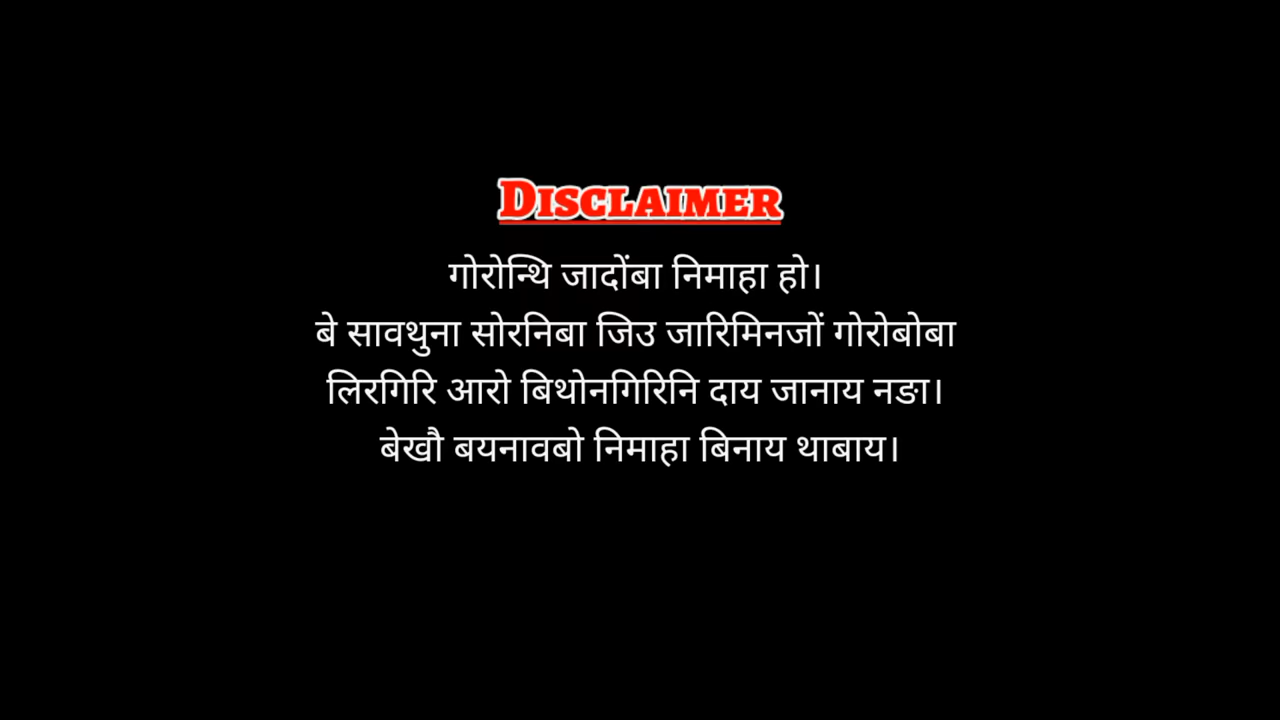 DISCLAIMER
गोरोन्थि जादोंबा निमाहा हो।
बे सावथुना सोरनिबा जिउ जारिमिनजों गोरोबोबा
लिरगिरि आरो बिथोनगिरिनि दाय जानाय नङा।
बेखौ बयनावबो निमाहा बिनाय थाबाय।